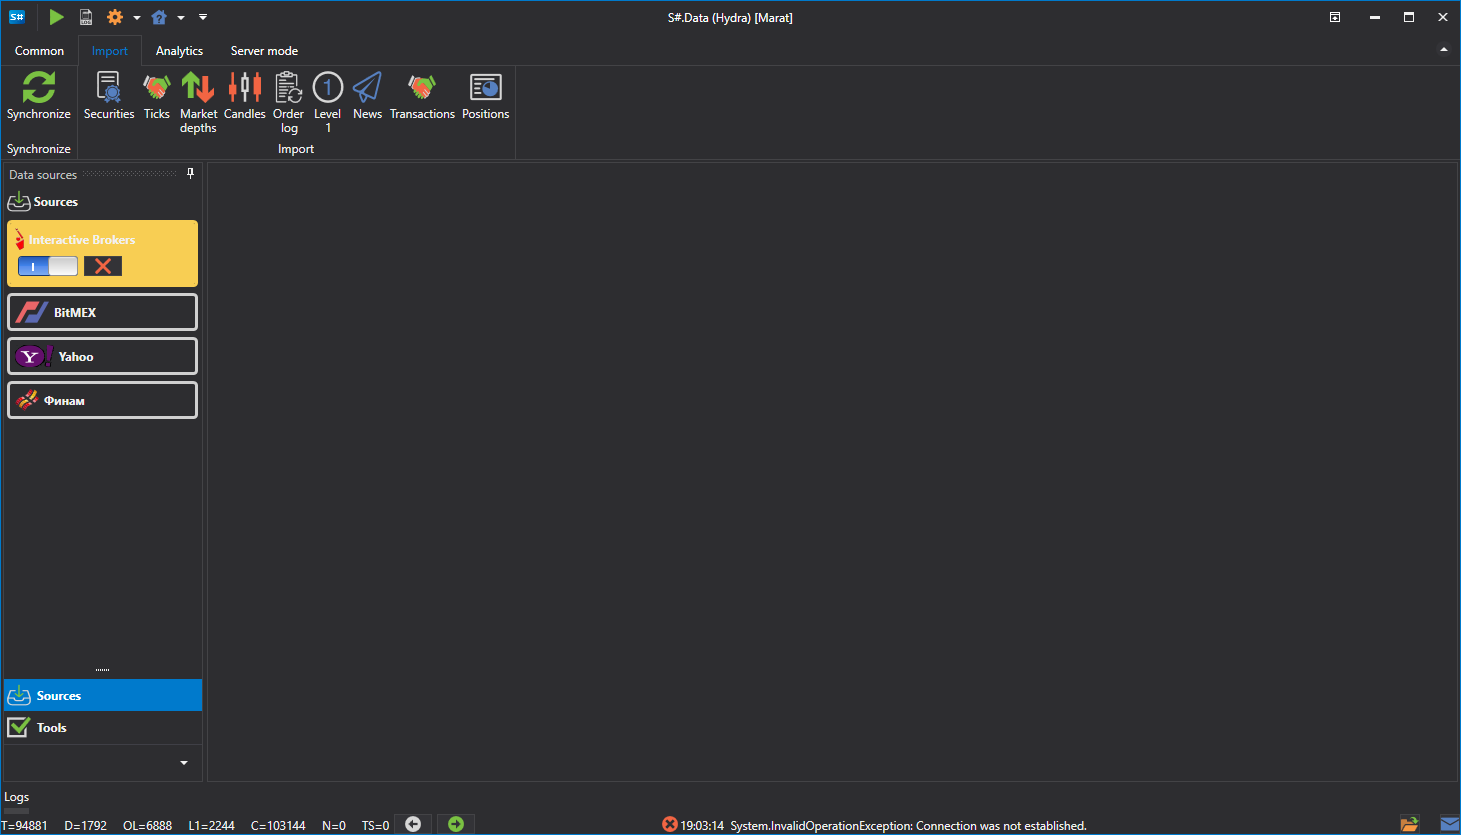 S#
LOG
S#.Data (Hydra) [Marat]
Common Import Analytics Server mode
Synchronize Securities Ticks Market depths Candles Order log 1 Level 1 News Transactions Positions
Synchronize Import
Data sources
Sources
Interactive Brokers
I
BitMEX
Y! Yahoo
Финам
Sources
Tools
Logs
T=94881 D=1792 OL=6888 L1=2244 C=103144 N=0 TS=0 19:03:14 System.InvalidOperationException: Connection was not established.